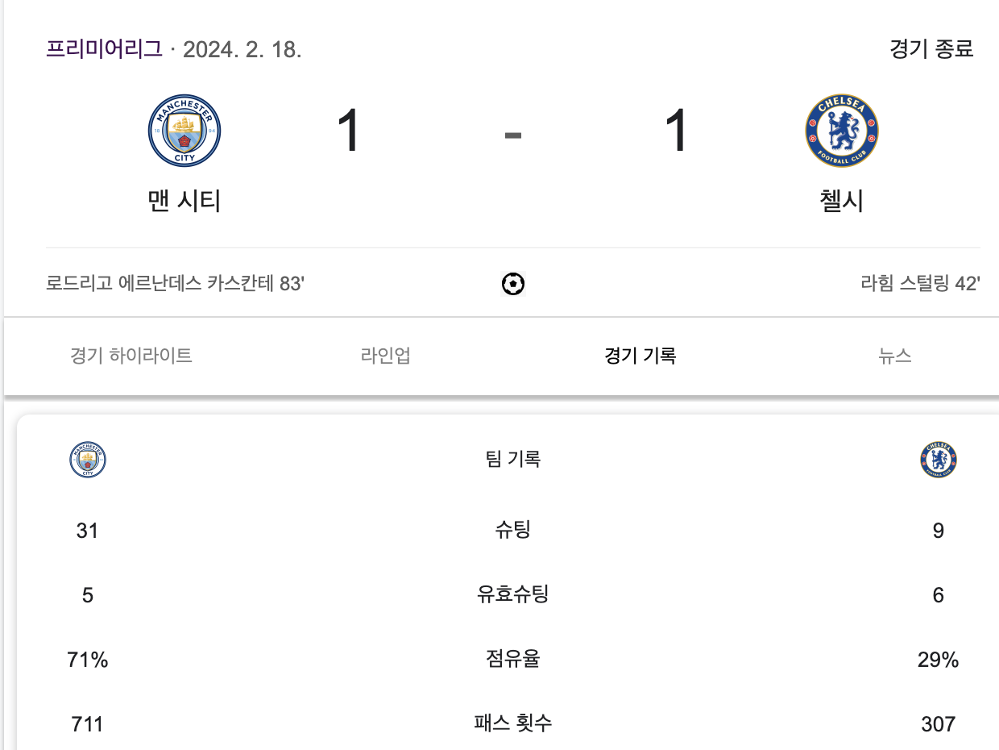 프리미어리그 · 2024. 2. 18. 경기 종료
MANCHESTER CITY 18 94
CHELSEA FOOTBALL CLUB
1 - 1
맨 시티 첼시
로드리고 에르난데스 카스칸테 83' 라힘 스털링 42'
경기 하이라이트 라인업 경기 기록 뉴스
MANCHESTER CITY
팀 기록
CHELSEA FOOTBALL CLUB
31 슈팅 9
5 유효슈팅 6
71% 점유율 29%
711 패스 횟수 307